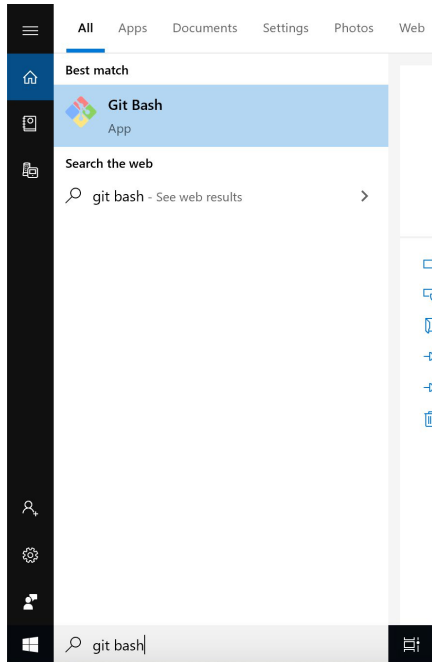 All Apps Documents Settings Photos Web
Best match
Git Bash
App
Search the web
git bash - See web results
git bash